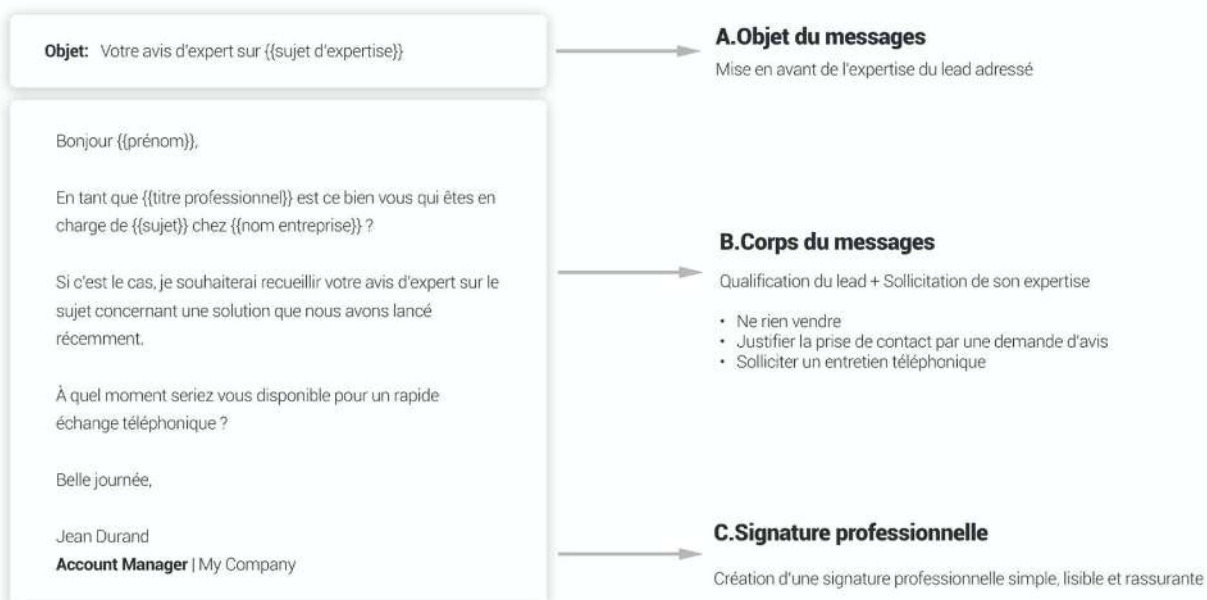 Objet: Votre avis d'expert sur {{sujet d'expertise}}
Bonjour {{prénom}},
En tant que {{titre professionnel}} est ce bien vous qui êtes en
charge de {{sujet}} chez {{nom entreprise}} ?
Si c'est le cas, je souhaiterai recueillir votre avis d'expert sur le
sujet concernant une solution que nous avons lancé
récemment.
À quel moment seriez vous disponible pour un rapide
échange téléphonique ?
Belle journée,
Jean Durand
Account Manager | My Company
A.Objet du messages
Mise en avant de l'expertise du lead adressé
B.Corps du messages
Qualification du lead + Sollicitation de son expertise
• Ne rien vendre
• Justifier la prise de contact par une demande d'avis
• Solliciter un entretien téléphonique
C.Signature professionnelle
Création d'une signature professionnelle simple, lisible et rassurante